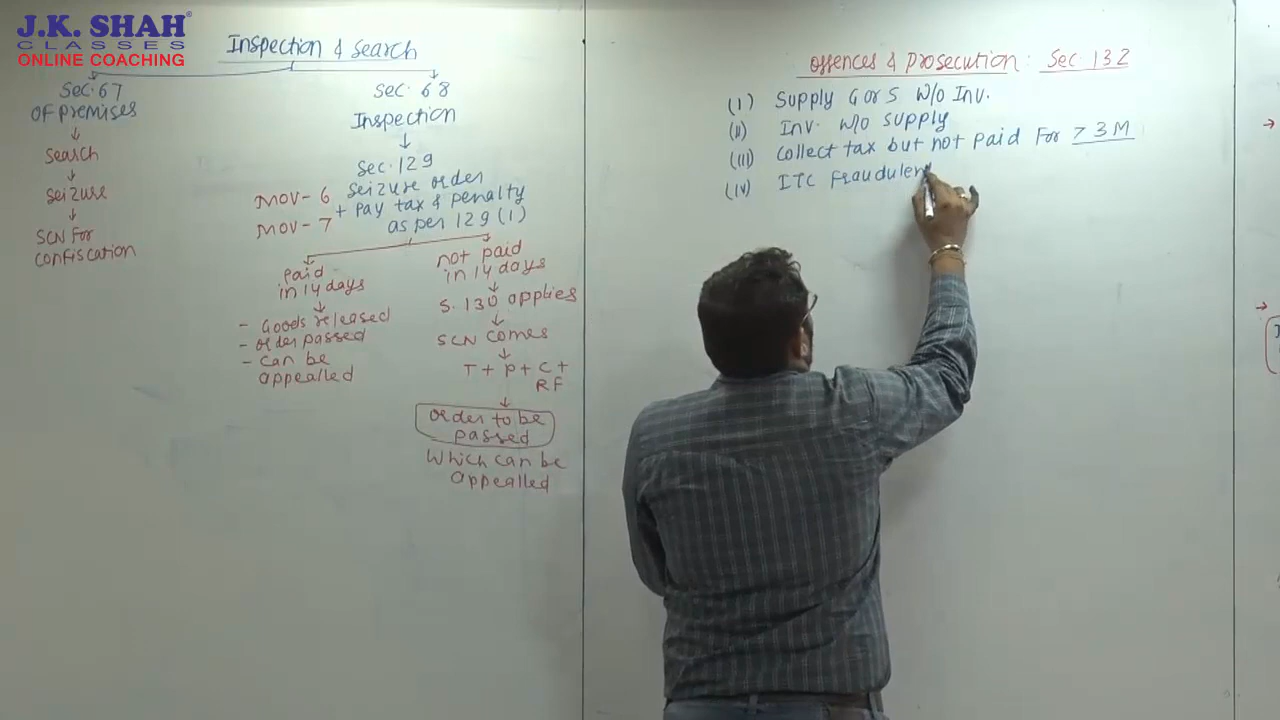 J.K. SHAH®
CLASSES
ONLINE COACHING
Inspection & Search
Sec. 67
OF Premises
Search
Seizure
SCN For
Confiscation
Sec. 68
Inspection
Sec. 129
MOV-6
Seizure order
MOV-7
+ Pay tax & Penalty
as per 129(1)
Paid
in 14 days
- Goods released
- Order Passed
- Can be
appealled
not paid
in 14 days
S. 130 applies
SCN Comes
T + P + C +
RF
Order to be
passed
Which can be
appealled
Offences & Prosecution: Sec. 132
(I) Supply G or S W/O Inv.
(II) Inv. W/O Supply
(III) Collect tax but not paid For > 3M
(IV) ITC Fraudulen